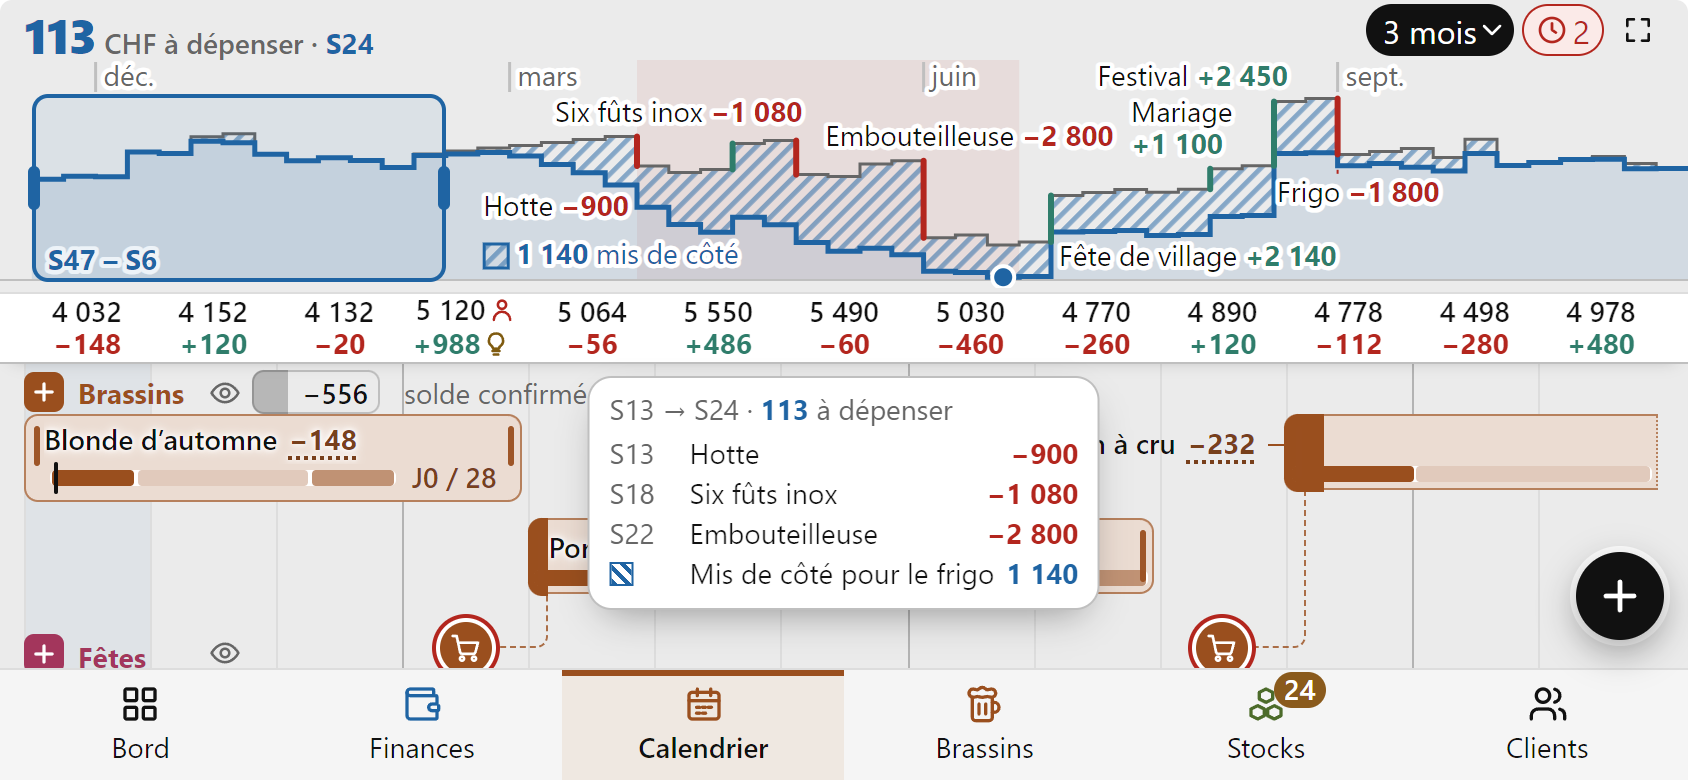 113 CHF à dépenser · S24
3 mois
2
déc.
mars
juin
sept.
Festival +2 450
Six fûts inox −1 080
Mariage
+1 100
Embouteilleuse −2 800
Hotte −900
Frigo −1 800
1 140 mis de côté
Fête de village +2 140
S47 – S6
4 032 4 152 4 132 5 120 5 064 5 550 5 490 5 030 4 770 4 890 4 778 4 498 4 978
−148 +120 −20 +988 −56 +486 −60 −460 −260 +120 −112 −280 +480
Brassins −556 solde confirmé
S13 → S24 · 113 à dépenser
S13 Hotte −900
S18 Six fûts inox −1 080
S22 Embouteilleuse −2 800
Mis de côté pour le frigo 1 140
Blonde d’automne −148
J0 / 28
à cru −232
Por
Fêtes
Bord
Finances
Calendrier
Brassins
24
Stocks
Clients